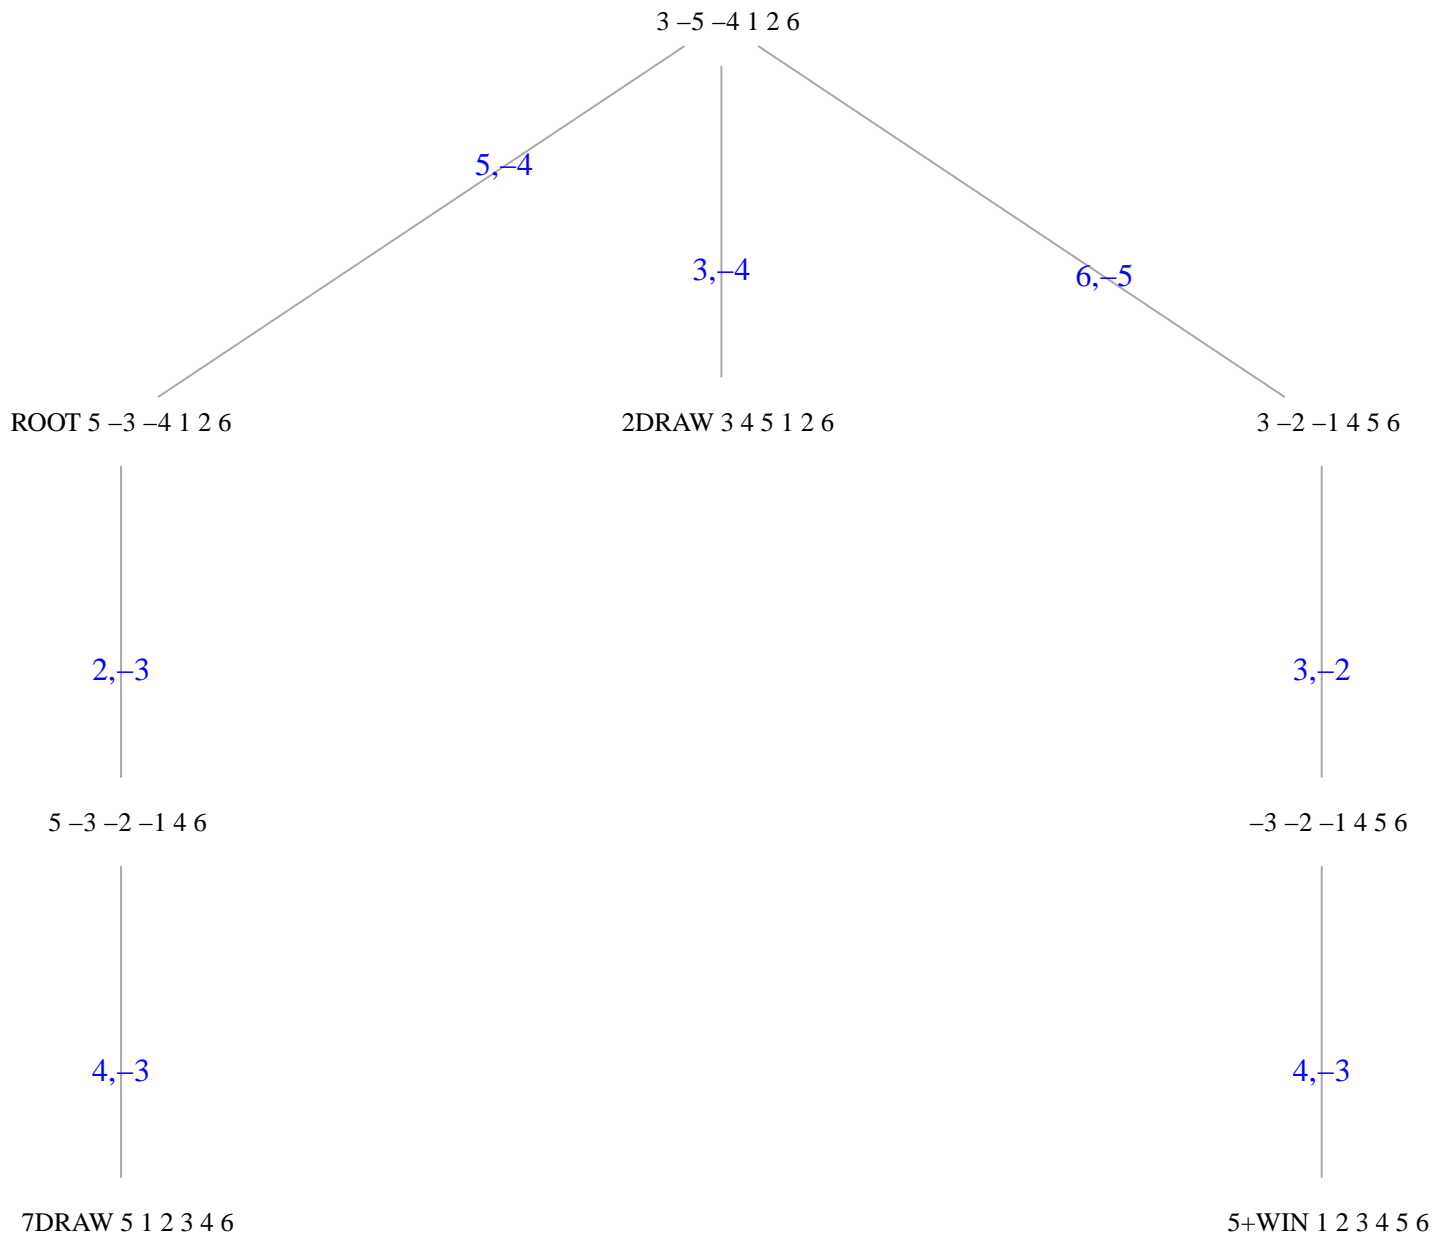 3 –5 –4 1 2 6
5,–4
3,–4
6,–5
ROOT 5 –3 –4 1 2 6
2DRAW 3 4 5 1 2 6
3 –2 –1 4 5 6
2,–3
3,–2
5 –3 –2 –1 4 6
–3 –2 –1 4 5 6
4,–3
4,–3
7DRAW 5 1 2 3 4 6
5+WIN 1 2 3 4 5 6